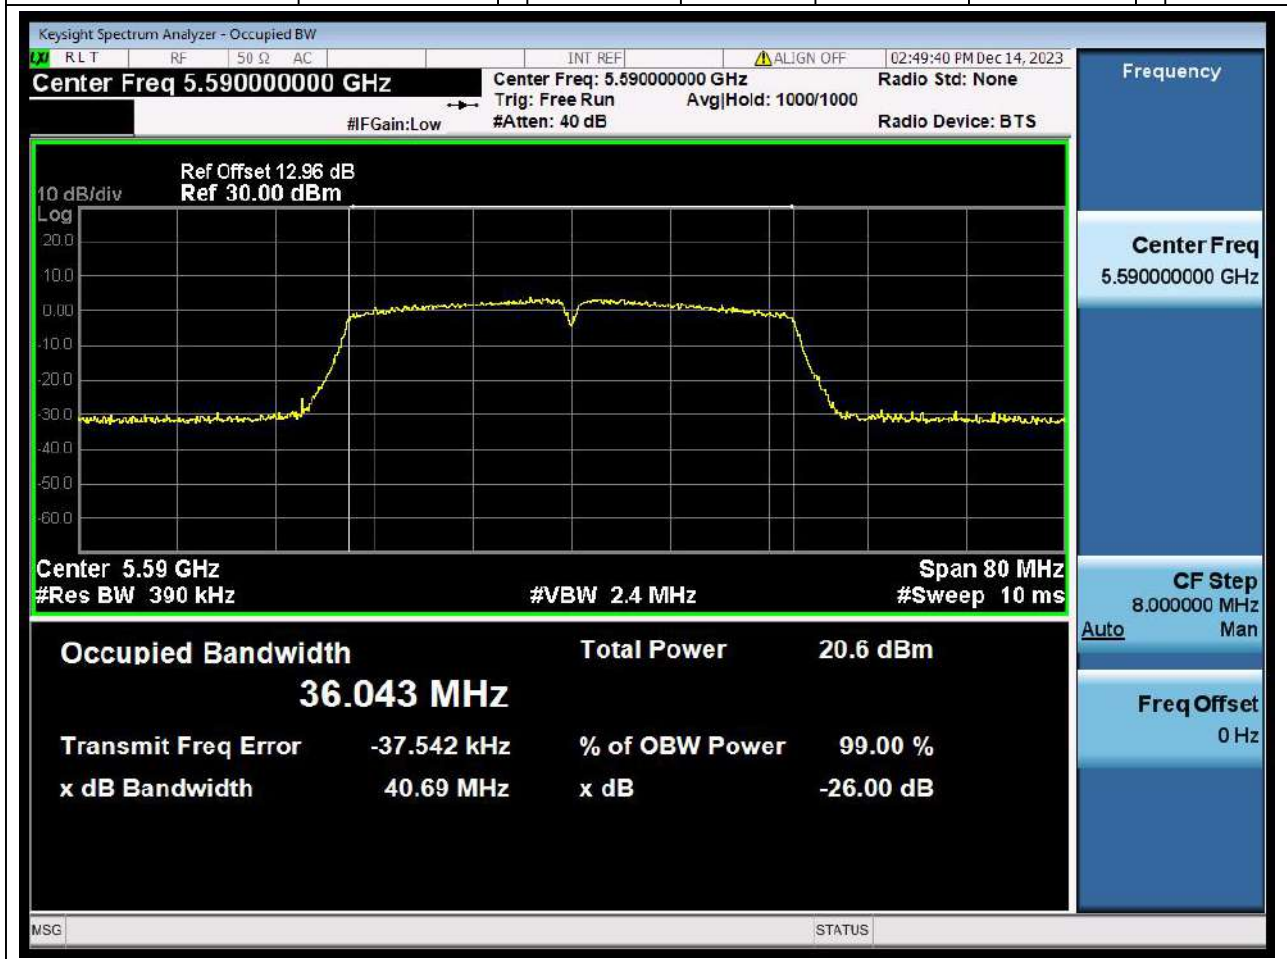 Keysight Spectrum Analyzer - Occupied BW
LXI RLT RF 50 Ω AC INT REF ALIGN OFF 02:49:40 PM Dec 14, 2023
Center Freq 5.590000000 GHz
Center Freq: 5.590000000 GHz
Radio Std: None
Trig: Free Run Avg|Hold: 1000/1000
#IFGain:Low
#Atten: 40 dB
Radio Device: BTS
Frequency
Ref Offset 12.96 dB
10 dB/div Ref 30.00 dBm
Log
20.0
10.0
0.00
-10.0
-20.0
-30.0
-40.0
-50.0
-60.0
Center Freq
5.590000000 GHz
Center 5.59 GHz Span 80 MHz
#Res BW 390 kHz #VBW 2.4 MHz #Sweep 10 ms
CF Step
8.000000 MHz
Auto Man
Occupied Bandwidth Total Power 20.6 dBm
36.043 MHz
Transmit Freq Error -37.542 kHz % of OBW Power 99.00 %
x dB Bandwidth 40.69 MHz x dB -26.00 dB
Freq Offset
0 Hz
MSG STATUS